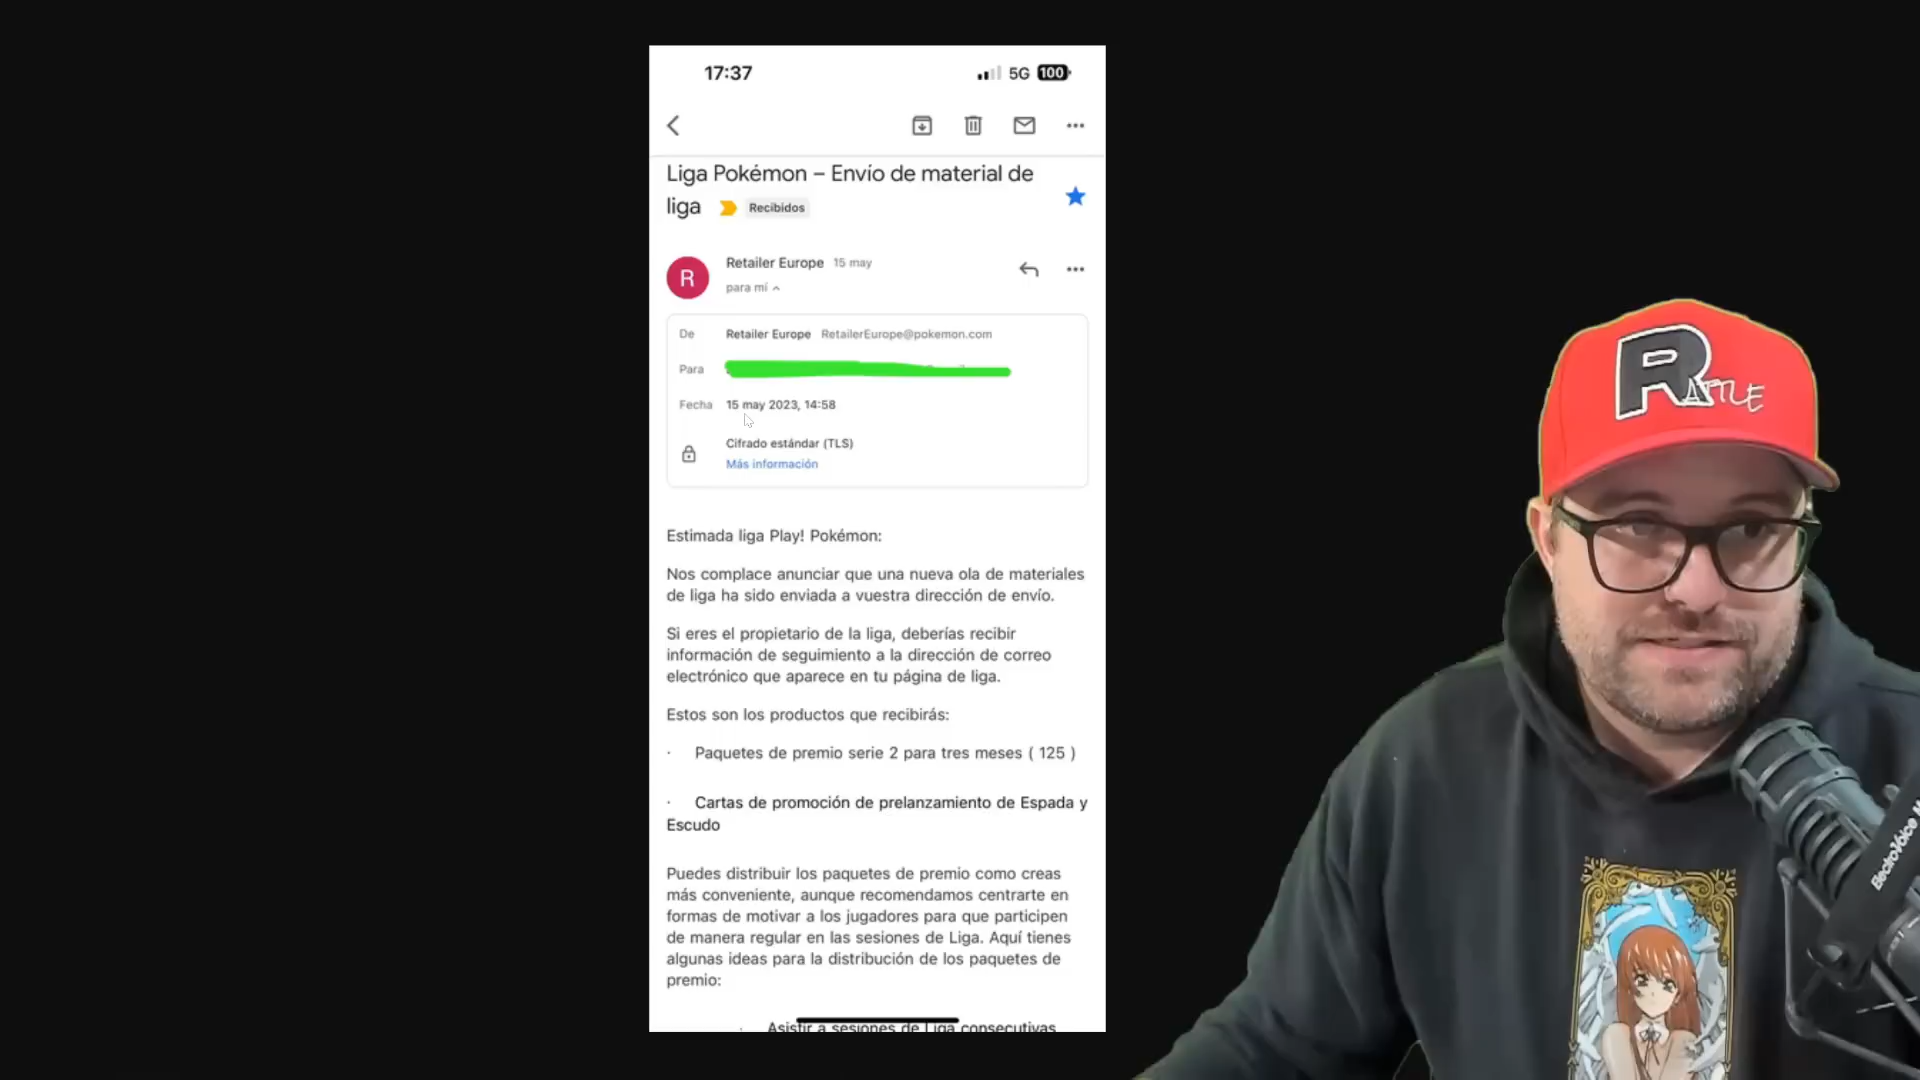 17:37
5G 100
Liga Pokémon – Envío de material de
liga
Recibidos
R
Retailer Europe 15 may
para mí
De Retailer Europe RetailerEurope@pokemon.com
Para
Fecha 15 may 2023, 14:58
Cifrado estándar (TLS)
Más información
Estimada liga Play! Pokémon:
Nos complace anunciar que una nueva ola de materiales
de liga ha sido enviada a vuestra dirección de envío.
Si eres el propietario de la liga, deberías recibir
información de seguimiento a la dirección de correo
electrónico que aparece en tu página de liga.
Estos son los productos que recibirás:
· Paquetes de premio serie 2 para tres meses ( 125 )
· Cartas de promoción de prelanzamiento de Espada y
Escudo
Puedes distribuir los paquetes de premio como creas
más conveniente, aunque recomendamos centrarte en
formas de motivar a los jugadores para que participen
de manera regular en las sesiones de Liga. Aquí tienes
algunas ideas para la distribución de los paquetes de
premio:
· Asistir a sesiones de Liga consecutivas
RATTLE
ElectroVoice